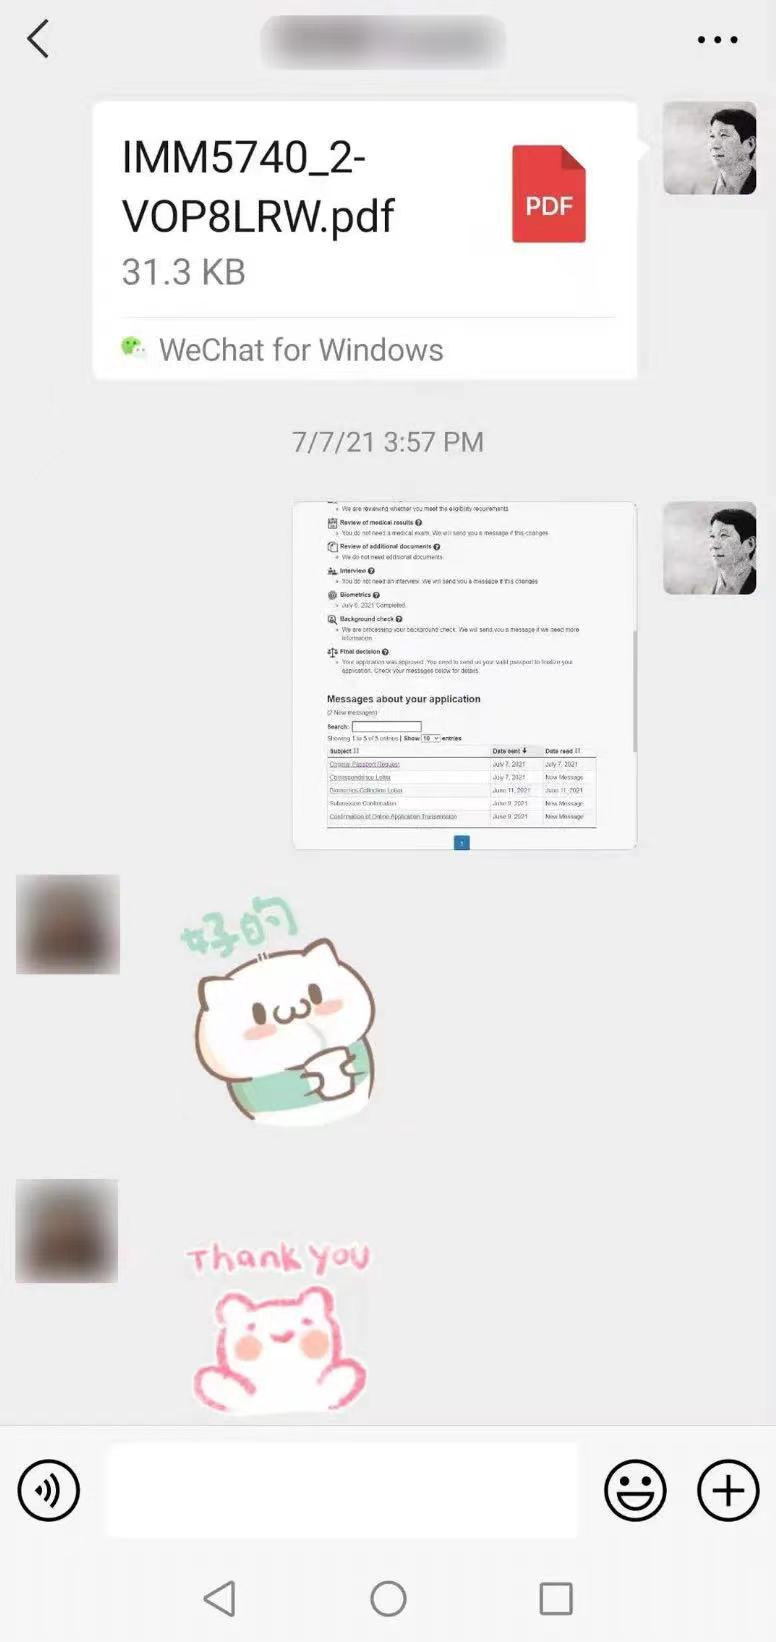 IMM5740_2-
VOP8LRW.pdf
PDF
31.3 KB
WeChat for Windows
7/7/21 3:57 PM
We are reviewing whether you meet the eligibility requirements
Review of medical results
You do not need a medical exam. We will send you a message if this changes
Review of additional documents
We do not need additional documents.
Interview
You do not need an interview. We will send you a message if this changes
Biometrics
July 6, 2021 Completed.
Background check
We are processing your background check. We will send you a message if we need more
information.
Final decision
Your application was approved. You need to send us your valid passport to finalize your
application. Check your messages below for details.
Messages about your application
(2 New messages)
Search:
Showing 1 to 5 of 5 entries | Show 10 entries
Subject Date sent Date read
Original Passport Request July 7, 2021 July 7, 2021
Correspondence Letter July 7, 2021 New Message
Biometrics Collection Letter June 11, 2021 June 11, 2021
Submission Confirmation June 9, 2021 New Message
Confirmation of Online Application Transmission June 9, 2021 New Message
1
好的
Thank you